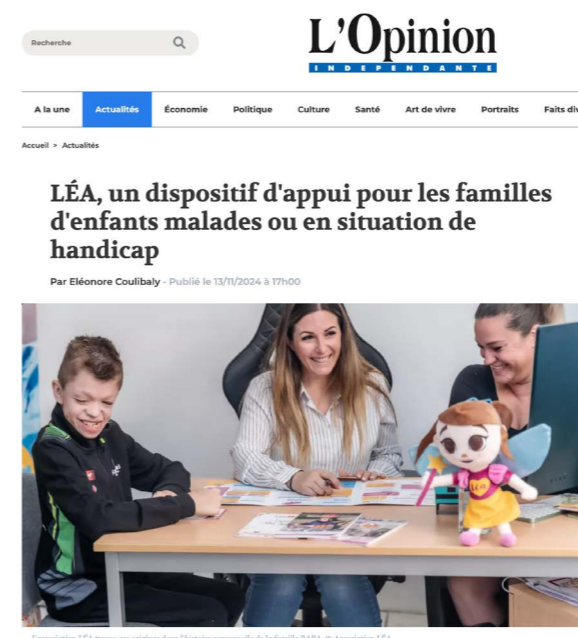 Recherche
L'Opinion
INDEPENDANTE
A la une
Actualités
Économie
Politique
Culture
Santé
Art de vivre
Portraits
Faits div
Accueil > Actualités
LÉA, un dispositif d'appui pour les familles
d'enfants malades ou en situation de
handicap
Par Eléonore Coulibaly - Publié le 13/11/2024 à 17h00
LéA